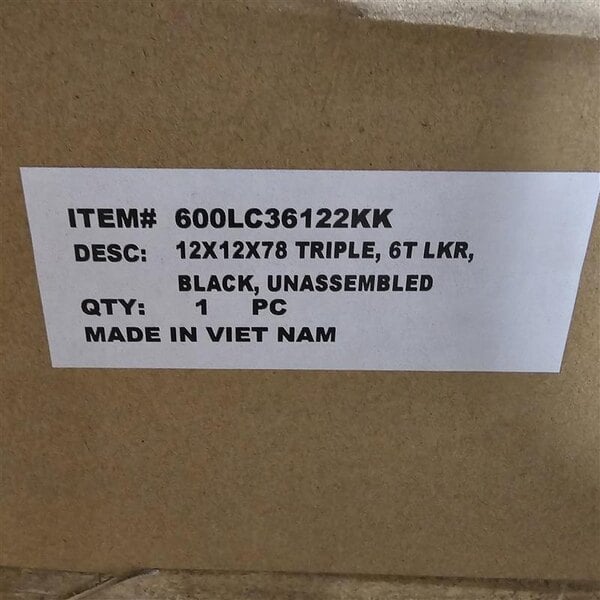 ITEM# 600LC36122KK
DESC: 12X12X78 TRIPLE, 6T LKR,
BLACK, UNASSEMBLED
QTY: 1 PC
MADE IN VIET NAM